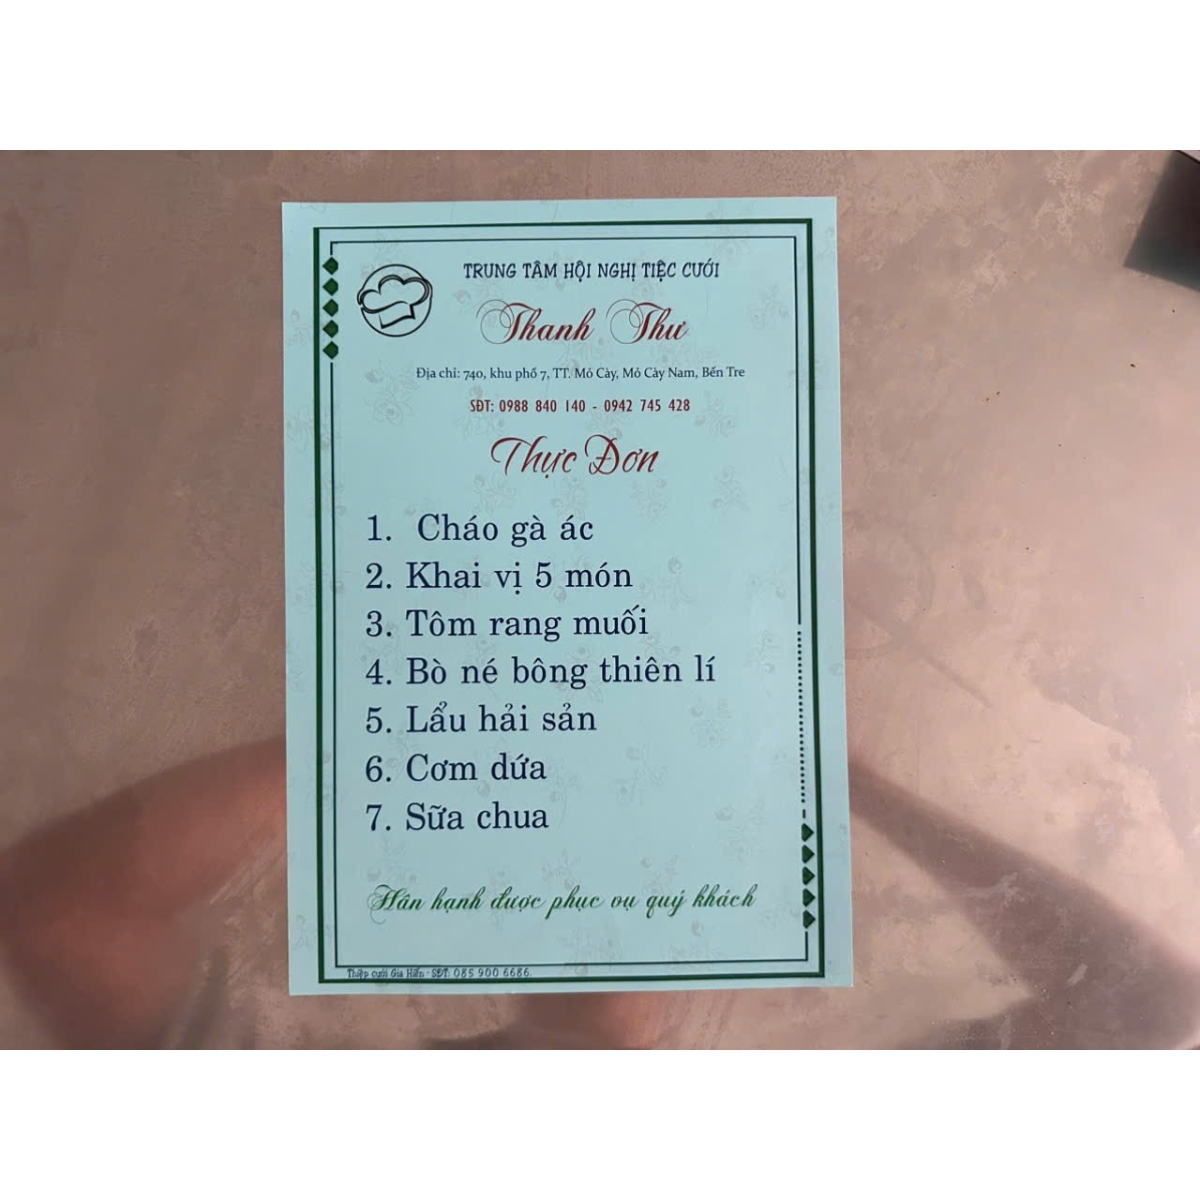 TRUNG TÂM HỘI NGHỊ TIỆC CƯỚI
Thanh Thư
Địa chỉ: 740, khu phố 7, TT. Mỏ Cày, Mỏ Cày Nam, Bến Tre
SĐT: 0988 840 140 - 0942 745 428
Thực Đơn
1. Cháo gà ác
2. Khai vị 5 món
3. Tôm rang muối
4. Bò né bông thiên lí
5. Lẩu hải sản
6. Cơm dứa
7. Sữa chua
Hân hạnh được phục vụ quý khách
Thiệp cưới Gia Hân - SĐT: 085 900 6686.